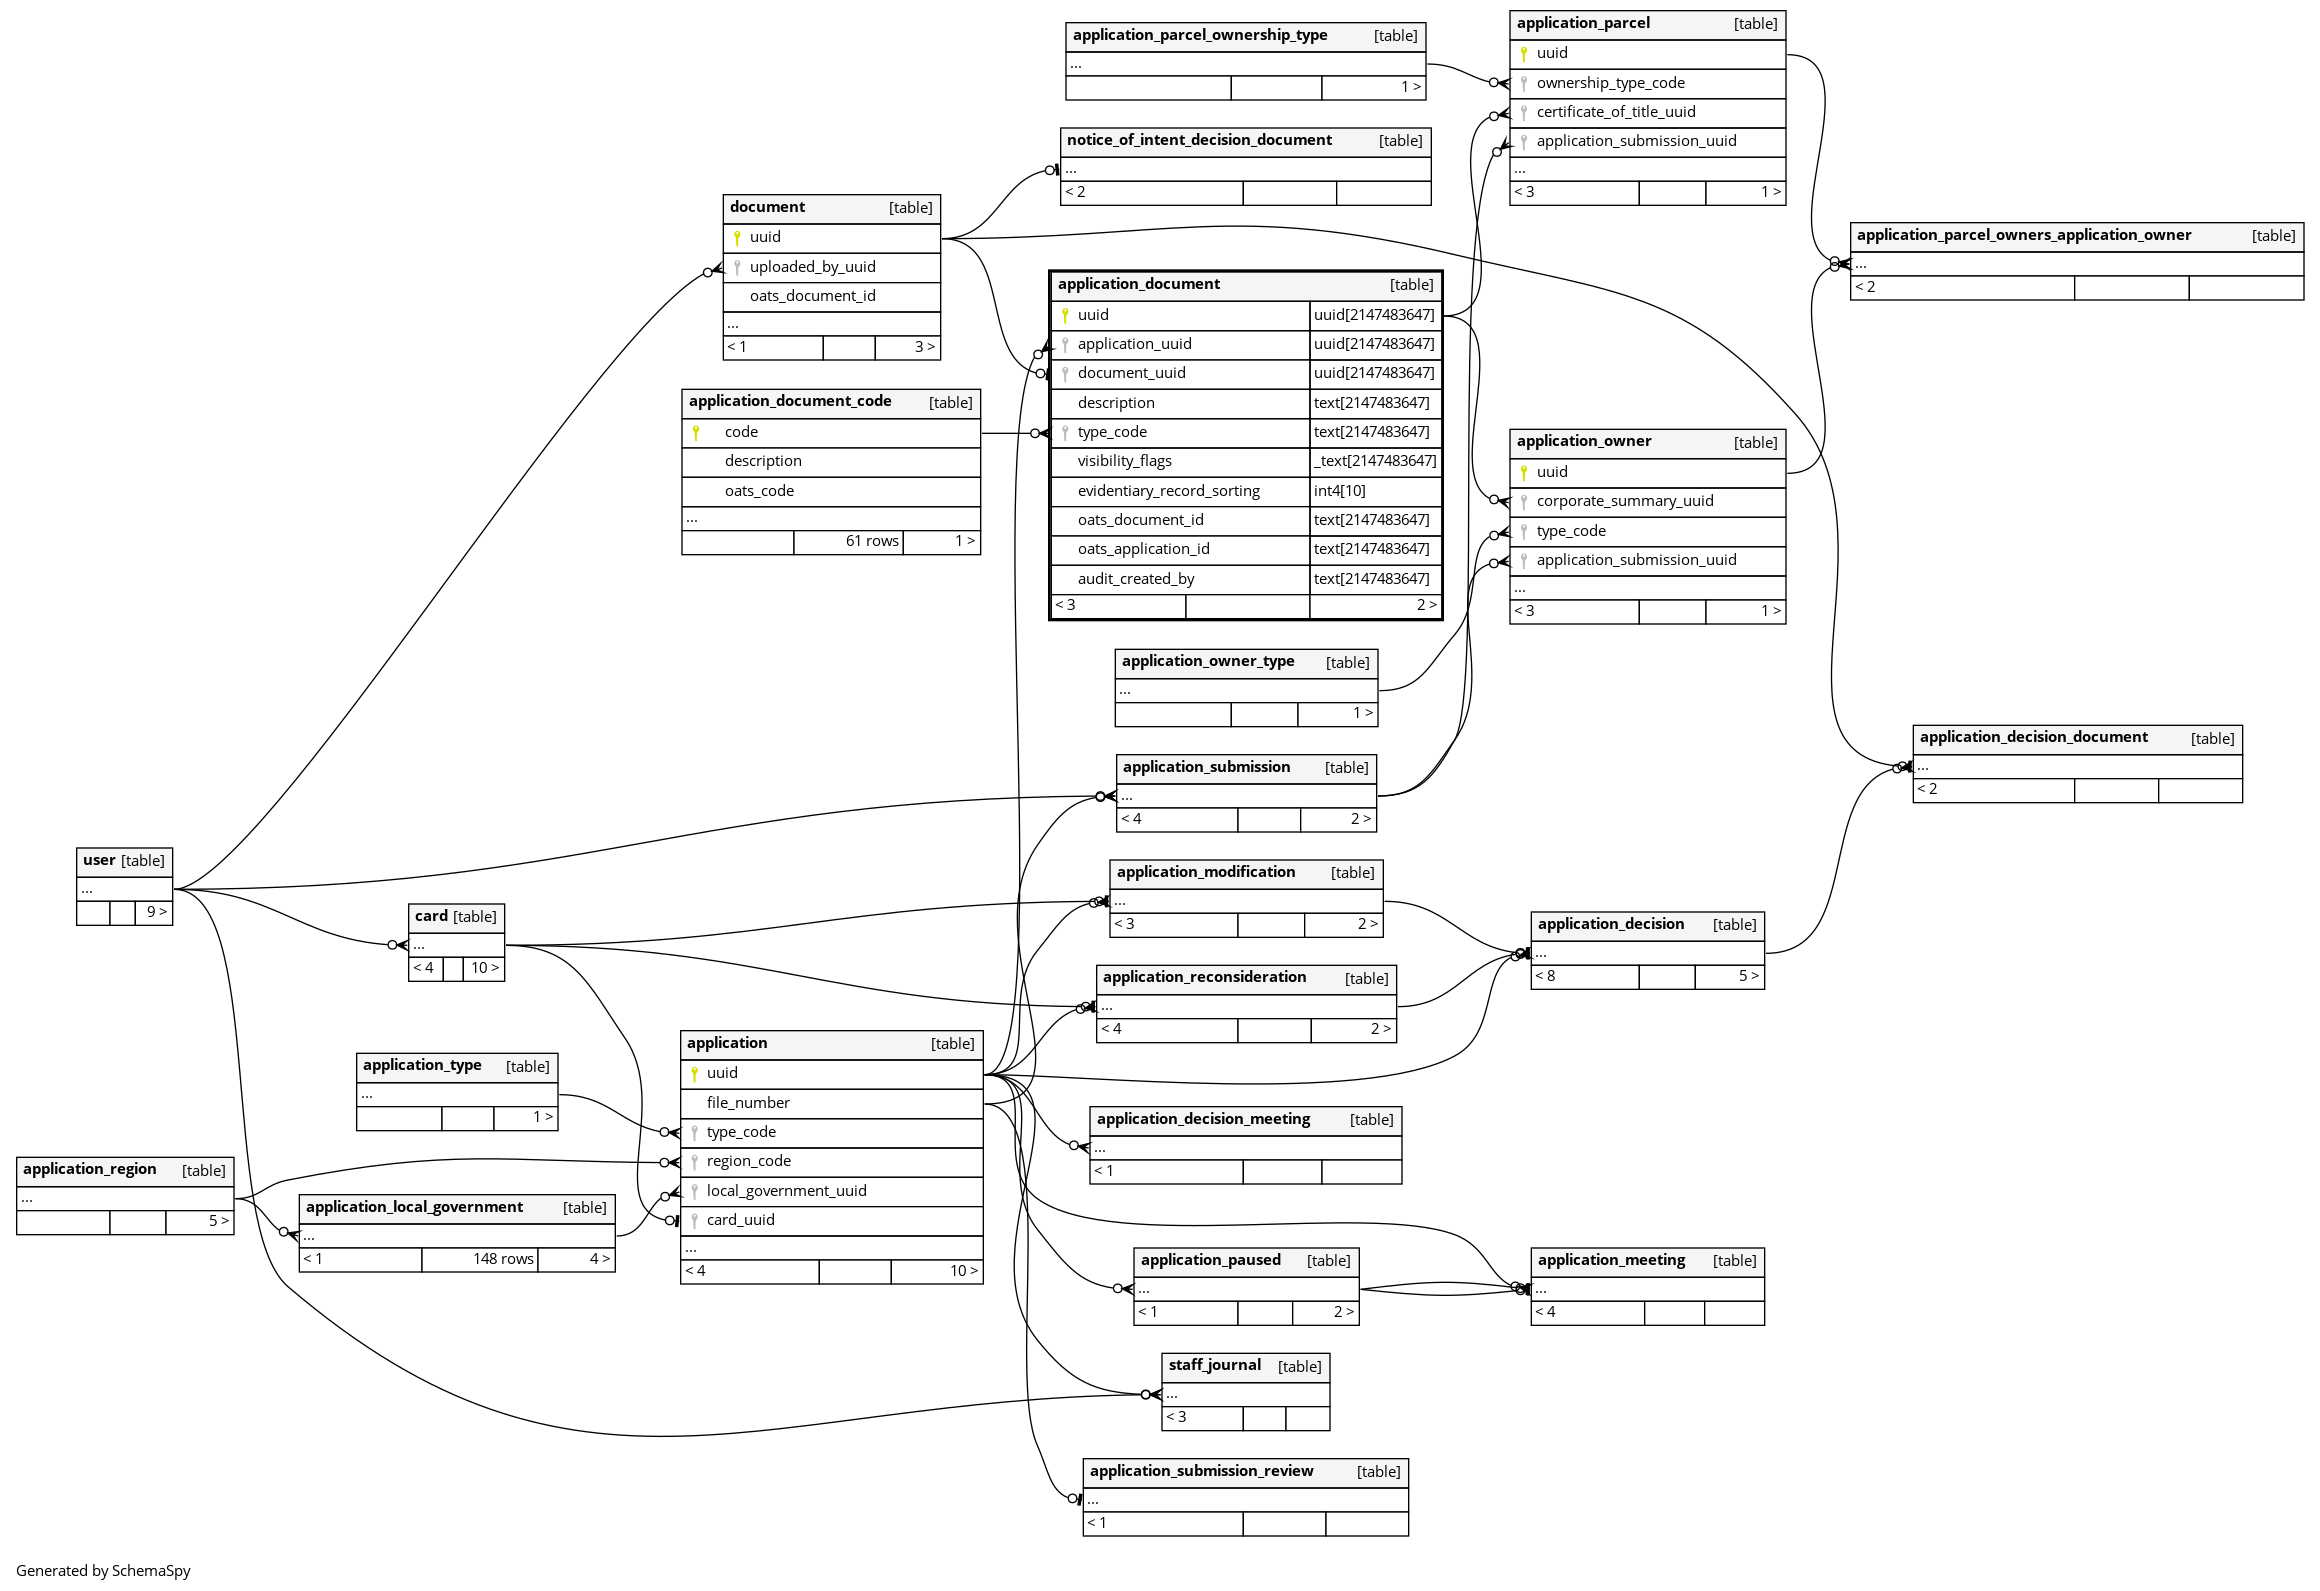 application_parcel_ownership_type [table]
...
1 >
application_parcel [table]
uuid
ownership_type_code
certificate_of_title_uuid
application_submission_uuid
...
< 3 1 >
notice_of_intent_decision_document [table]
...
< 2
document [table]
uuid
uploaded_by_uuid
oats_document_id
...
< 1 3 >
application_parcel_owners_application_owner [table]
...
< 2
application_document [table]
uuid uuid[2147483647]
application_uuid uuid[2147483647]
document_uuid uuid[2147483647]
description text[2147483647]
type_code text[2147483647]
visibility_flags _text[2147483647]
evidentiary_record_sorting int4[10]
oats_document_id text[2147483647]
oats_application_id text[2147483647]
audit_created_by text[2147483647]
< 3 2 >
application_document_code [table]
code
description
oats_code
...
61 rows 1 >
application_owner [table]
uuid
corporate_summary_uuid
type_code
application_submission_uuid
...
< 3 1 >
application_owner_type [table]
...
1 >
application_submission [table]
...
< 4 2 >
application_decision_document [table]
...
< 2
user [table]
...
9 >
card [table]
...
< 4 10 >
application_modification [table]
...
< 3 2 >
application_decision [table]
...
< 8 5 >
application_reconsideration [table]
...
< 4 2 >
application_type [table]
...
1 >
application [table]
uuid
file_number
type_code
region_code
local_government_uuid
card_uuid
...
< 4 10 >
application_decision_meeting [table]
...
< 1
application_region [table]
...
5 >
application_local_government [table]
...
< 1 148 rows 4 >
application_paused [table]
...
< 1 2 >
application_meeting [table]
...
< 4
staff_journal [table]
...
< 3
application_submission_review [table]
...
< 1
Generated by SchemaSpy